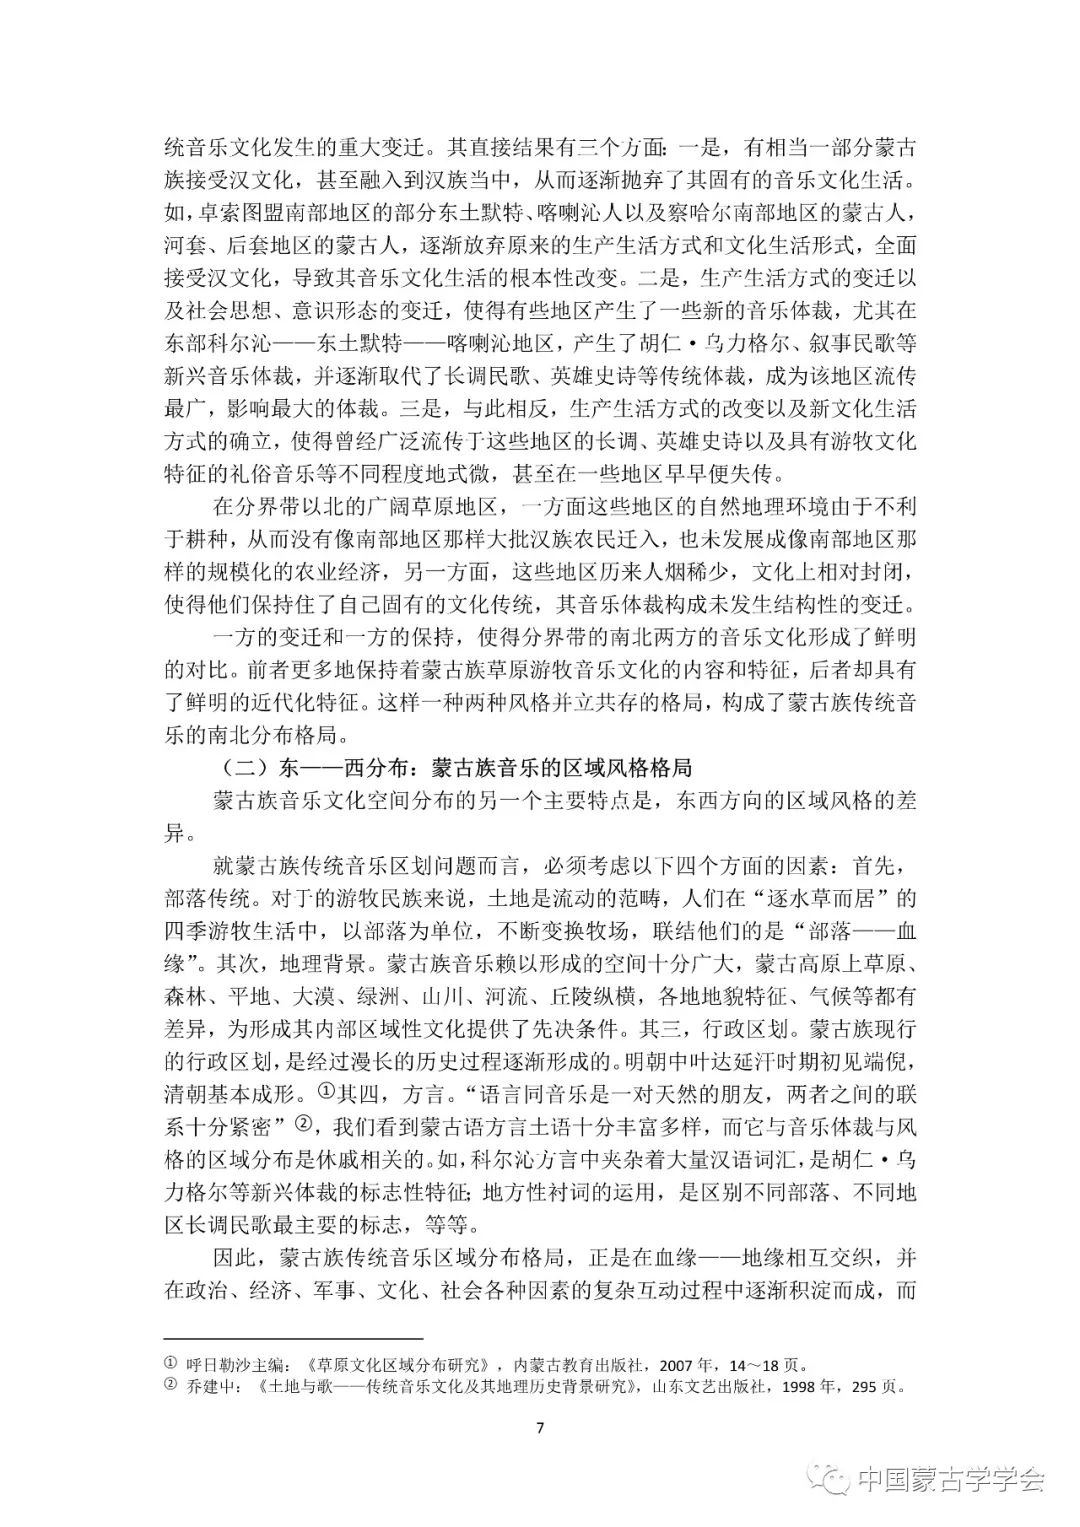 统音乐文化发生的重大变迁。其直接结果有三个方面：一是，有相当一部分蒙古
族接受汉文化，甚至融入到汉族当中，从而逐渐抛弃了其固有的音乐文化生活。
如，卓索图盟南部地区的部分东土默特、喀喇沁人以及察哈尔南部地区的蒙古人，
河套、后套地区的蒙古人，逐渐放弃原来的生产生活方式和文化生活形式，全面
接受汉文化，导致其音乐文化生活的根本性改变。二是，生产生活方式的变迁以
及社会思想、意识形态的变迁，使得有些地区产生了一些新的音乐体裁，尤其在
东部科尔沁——东土默特——喀喇沁地区，产生了胡仁·乌力格尔、叙事民歌等
新兴音乐体裁，并逐渐取代了长调民歌、英雄史诗等传统体裁，成为该地区流传
最广，影响最大的体裁。三是，与此相反，生产生活方式的改变以及新文化生活
方式的确立，使得曾经广泛流传于这些地区的长调、英雄史诗以及具有游牧文化
特征的礼俗音乐等不同程度地式微，甚至在一些地区早早便失传。
在分界带以北的广阔草原地区，一方面这些地区的自然地理环境由于不利
于耕种，从而没有像南部地区那样大批汉族农民迁入，也未发展成像南部地区那
样的规模化的农业经济，另一方面，这些地区历来人烟稀少，文化上相对封闭，
使得他们保持住了自己固有的文化传统，其音乐体裁构成未发生结构性的变迁。
一方的变迁和一方的保持，使得分界带的南北两方的音乐文化形成了鲜明
的对比。前者更多地保持着蒙古族草原游牧音乐文化的内容和特征，后者却具有
了鲜明的近代化特征。这样一种两种风格并立共存的格局，构成了蒙古族传统音
乐的南北分布格局。
（二）东——西分布：蒙古族音乐的区域风格格局
蒙古族音乐文化空间分布的另一个主要特点是，东西方向的区域风格的差
异。
就蒙古族传统音乐区划问题而言，必须考虑以下四个方面的因素：首先，
部落传统。对于的游牧民族来说，土地是流动的范畴，人们在“逐水草而居”的
四季游牧生活中，以部落为单位，不断变换牧场，联结他们的是“部落——血
缘”。其次，地理背景。蒙古族音乐赖以形成的空间十分广大，蒙古高原上草原、
森林、平地、大漠、绿洲、山川、河流、丘陵纵横，各地地貌特征、气候等都有
差异，为形成其内部区域性文化提供了先决条件。其三，行政区划。蒙古族现行
的行政区划，是经过漫长的历史过程逐渐形成的。明朝中叶达延汗时期初见端倪，
清朝基本成形。①其四，方言。“语言同音乐是一对天然的朋友，两者之间的联
系十分紧密”②，我们看到蒙古语方言土语十分丰富多样，而它与音乐体裁与风
格的区域分布是休戚相关的。如，科尔沁方言中夹杂着大量汉语词汇，是胡仁·乌
力格尔等新兴体裁的标志性特征；地方性衬词的运用，是区别不同部落、不同地
区长调民歌最主要的标志，等等。
因此，蒙古族传统音乐区域分布格局，正是在血缘——地缘相互交织，并
在政治、经济、军事、文化、社会各种因素的复杂互动过程中逐渐积淀而成，而
① 呼日勒沙主编：《草原文化区域分布研究》，内蒙古教育出版社，2007 年，14～18 页。
② 乔建中：《土地与歌——传统音乐文化及其地理历史背景研究》，山东文艺出版社，1998 年，295 页。
7
中国蒙古学学会